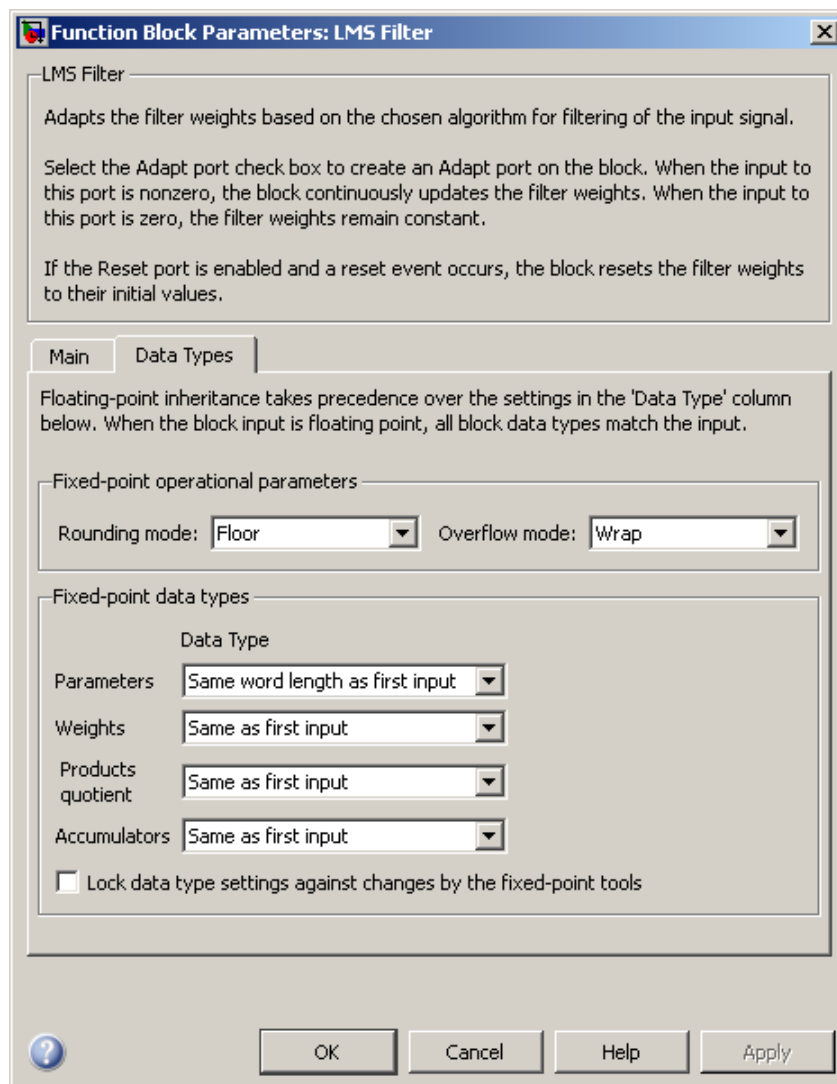 Function Block Parameters: LMS Filter
LMS Filter
Adapts the filter weights based on the chosen algorithm for filtering of the input signal.
Select the Adapt port check box to create an Adapt port on the block. When the input to
this port is nonzero, the block continuously updates the filter weights. When the input to
this port is zero, the filter weights remain constant.
If the Reset port is enabled and a reset event occurs, the block resets the filter weights
to their initial values.
Main Data Types
Floating-point inheritance takes precedence over the settings in the 'Data Type' column
below. When the block input is floating point, all block data types match the input.
Fixed-point operational parameters
Rounding mode: Floor Overflow mode: Wrap
Fixed-point data types
Data Type
Parameters Same word length as first input
Weights Same as first input
Products
quotient Same as first input
Accumulators Same as first input
Lock data type settings against changes by the fixed-point tools
OK Cancel Help Apply